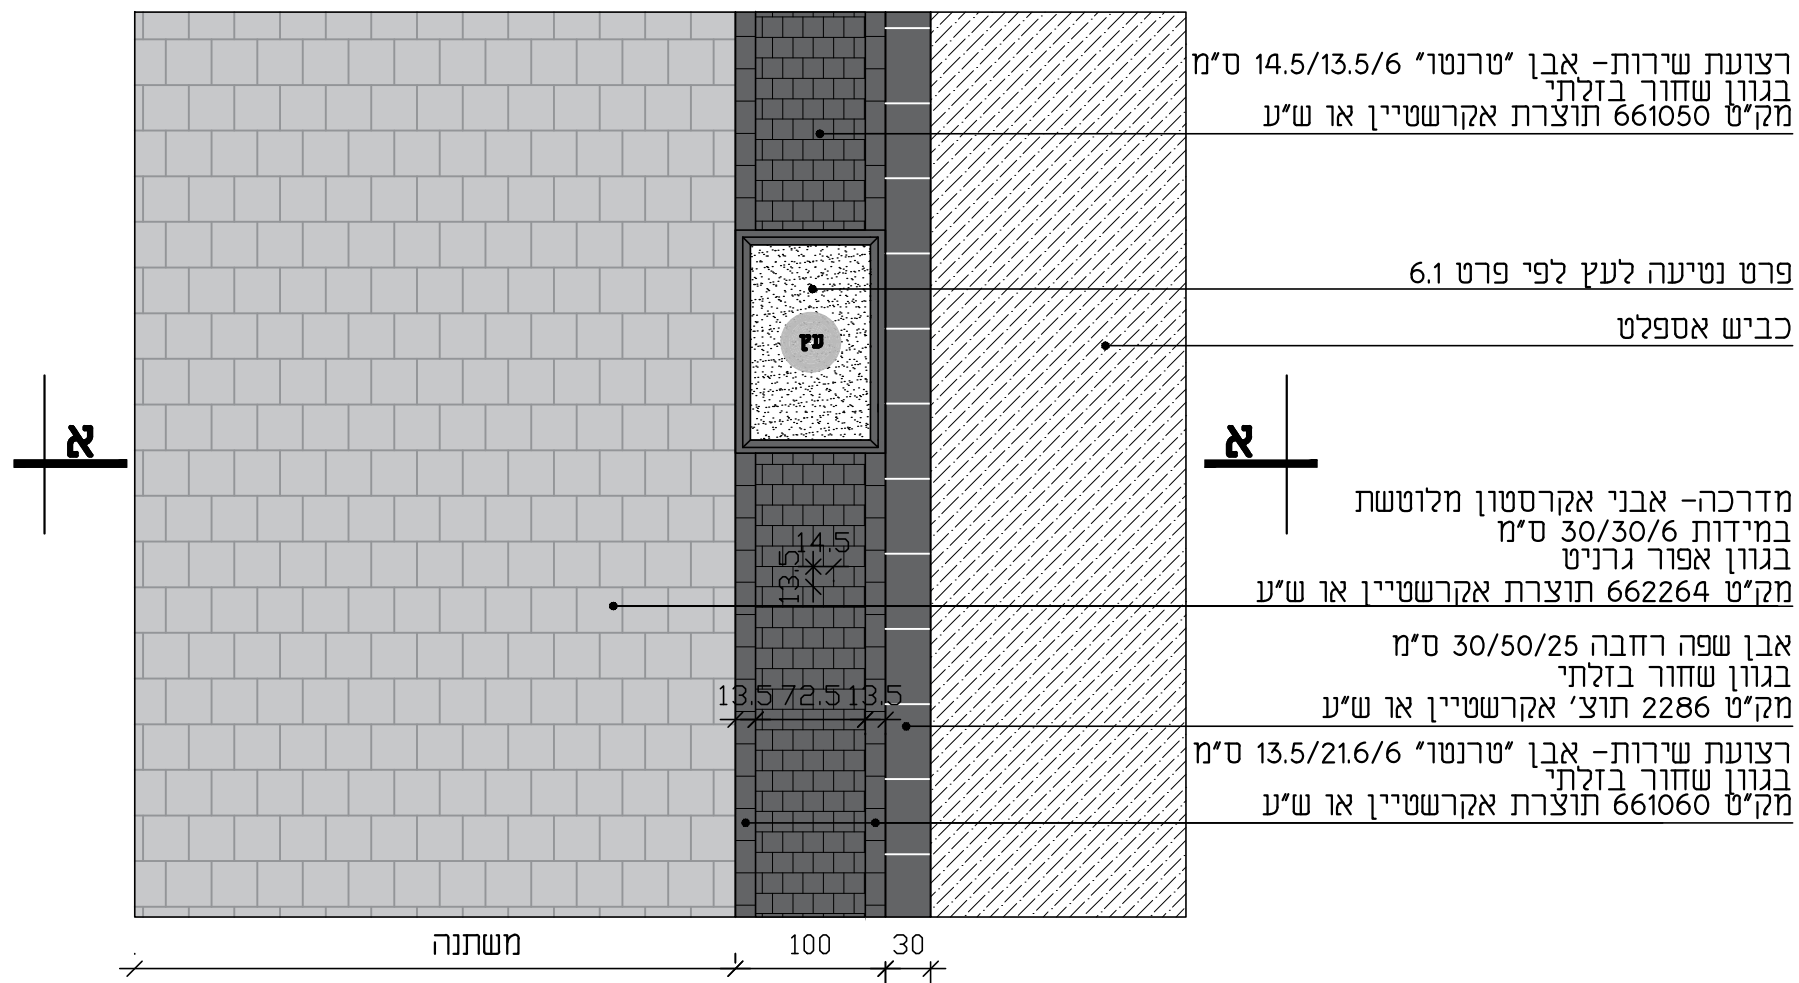 רצועת שירות- אבן "טרנטו" 14.5/13.5/6 ס"מ
בגוון שחור בזלתי
מק"ט 661050 תוצרת אקרשטיין או ש"ע
פרט נטיעה לעץ לפי פרט 6.1
כביש אספלט
עץ
א
א
מדרכה- אבני אקרסטון מלוטשת
במידות 30/30/6 ס"מ
בגוון אפור גרניט
מק"ט 662264 תוצרת אקרשטיין או ש"ע
14.5
13.5
אבן שפה רחבה 30/50/25 ס"מ
בגוון שחור בזלתי
מק"ט 2286 תוצ' אקרשטיין או ש"ע
13.5 72.5 13.5
רצועת שירות- אבן "טרנטו" 13.5/21.6/6 ס"מ
בגוון שחור בזלתי
מק"ט 661060 תוצרת אקרשטיין או ש"ע
משתנה 100 30